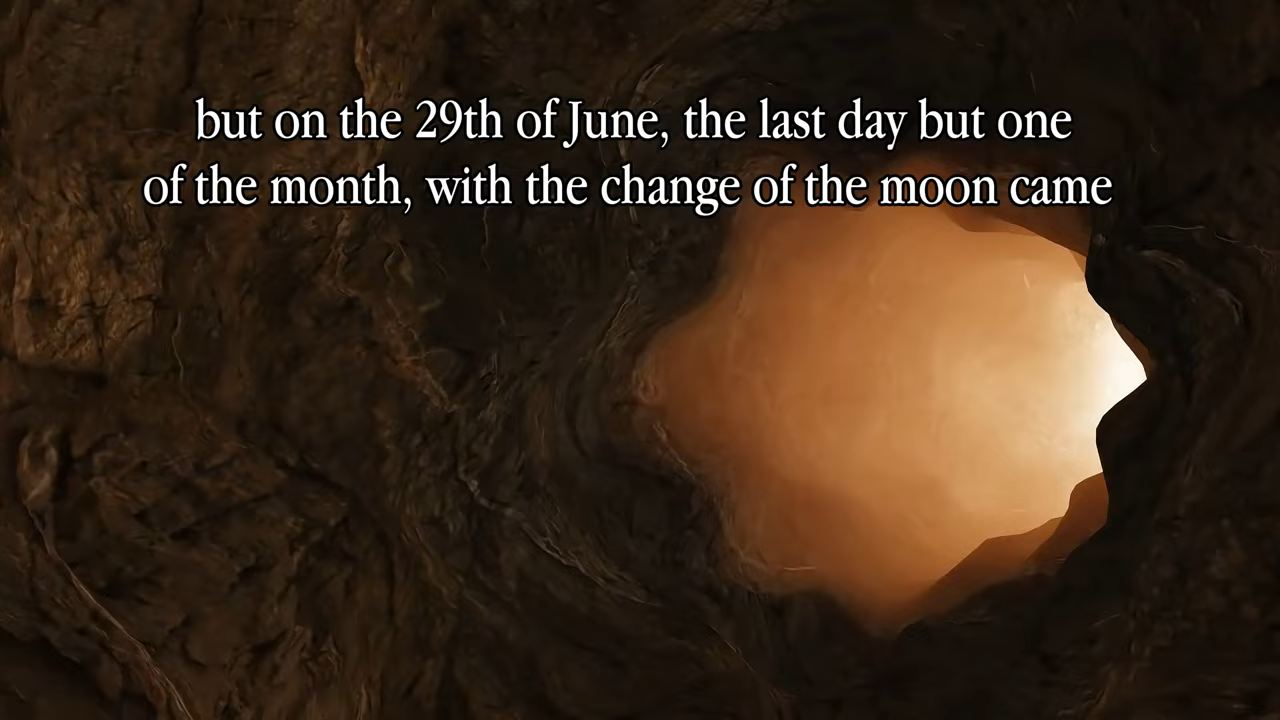 but on the 29th of June, the last day but one
of the month, with the change of the moon came